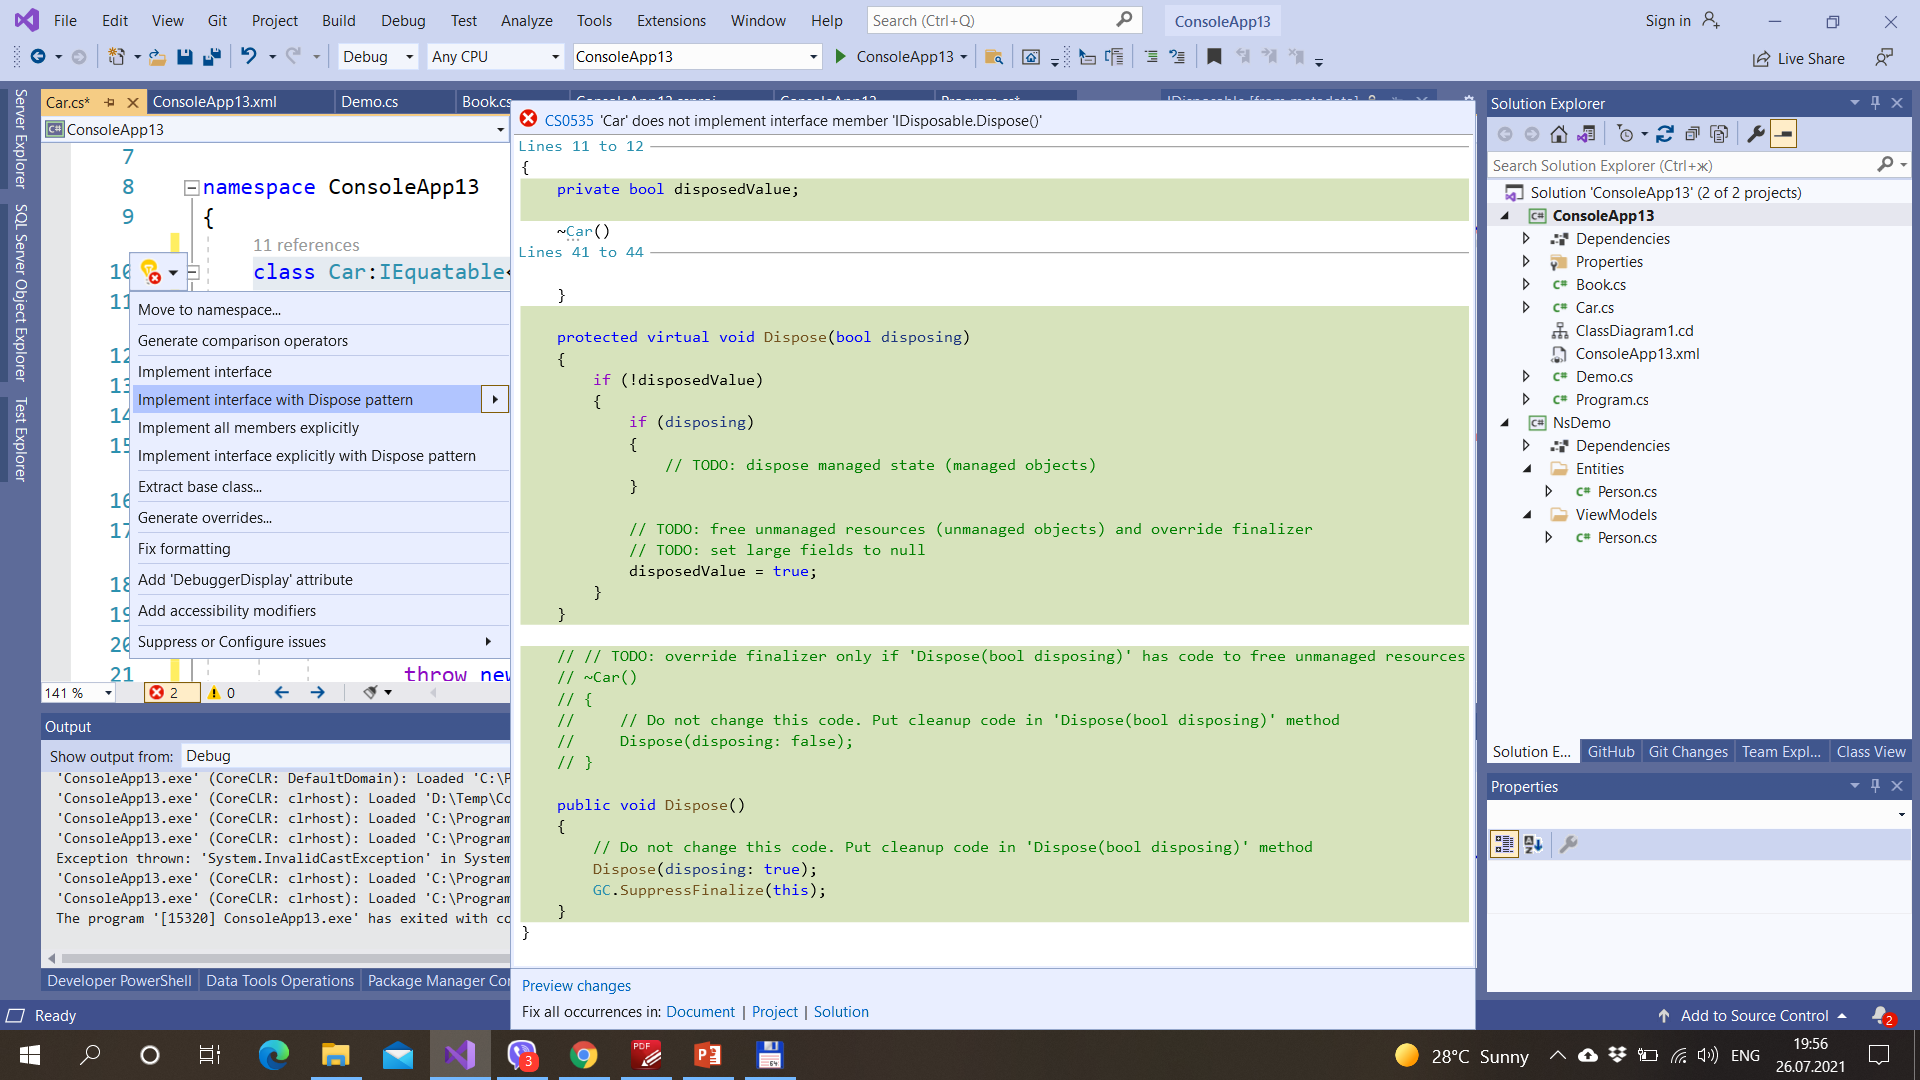 File Edit View Git Project Build Debug Test Analyze Tools Extensions Window Help Search (Ctrl+Q) ConsoleApp13 Sign in
Debug Any CPU ConsoleApp13 ConsoleApp13 Live Share
Server Explorer
SQL Server Object Explorer
Test Explorer
Car.cs* ConsoleApp13.xml Demo.cs Book.cs
ConsoleApp13
7
8 namespace ConsoleApp13
9 {
11 references
10 class Car:IEquatable<
11
12
13
14
15
16
17
18
19
20
21 throw new
Move to namespace...
Generate comparison operators
Implement interface
Implement interface with Dispose pattern
Implement all members explicitly
Implement interface explicitly with Dispose pattern
Extract base class...
Generate overrides...
Fix formatting
Add 'DebuggerDisplay' attribute
Add accessibility modifiers
Suppress or Configure issues
141 % 2 0
CS0535 'Car' does not implement interface member 'IDisposable.Dispose()'
Lines 11 to 12
{
private bool disposedValue;
~Car()
Lines 41 to 44
}
protected virtual void Dispose(bool disposing)
{
if (!disposedValue)
{
if (disposing)
{
// TODO: dispose managed state (managed objects)
}
// TODO: free unmanaged resources (unmanaged objects) and override finalizer
// TODO: set large fields to null
disposedValue = true;
}
}
// // TODO: override finalizer only if 'Dispose(bool disposing)' has code to free unmanaged resources
// ~Car()
// {
// // Do not change this code. Put cleanup code in 'Dispose(bool disposing)' method
// Dispose(disposing: false);
// }
public void Dispose()
{
// Do not change this code. Put cleanup code in 'Dispose(bool disposing)' method
Dispose(disposing: true);
GC.SuppressFinalize(this);
}
}
Preview changes
Fix all occurrences in: Document | Project | Solution
Output
Show output from: Debug
'ConsoleApp13.exe' (CoreCLR: DefaultDomain): Loaded 'C:\P
'ConsoleApp13.exe' (CoreCLR: clrhost): Loaded 'D:\Temp\Co
'ConsoleApp13.exe' (CoreCLR: clrhost): Loaded 'C:\Program
'ConsoleApp13.exe' (CoreCLR: clrhost): Loaded 'C:\Program
Exception thrown: 'System.InvalidCastException' in System
'ConsoleApp13.exe' (CoreCLR: clrhost): Loaded 'C:\Program
'ConsoleApp13.exe' (CoreCLR: clrhost): Loaded 'C:\Program
The program '[15320] ConsoleApp13.exe' has exited with co
Developer PowerShell Data Tools Operations Package Manager Con
Solution Explorer
Search Solution Explorer (Ctrl+ж)
Solution 'ConsoleApp13' (2 of 2 projects)
ConsoleApp13
Dependencies
Properties
Book.cs
Car.cs
ClassDiagram1.cd
ConsoleApp13.xml
Demo.cs
Program.cs
NsDemo
Dependencies
Entities
Person.cs
ViewModels
Person.cs
Solution E... GitHub Git Changes Team Expl... Class View
Properties
Ready Add to Source Control 2
3 PDF 28°C Sunny ENG 19:56
26.07.2021